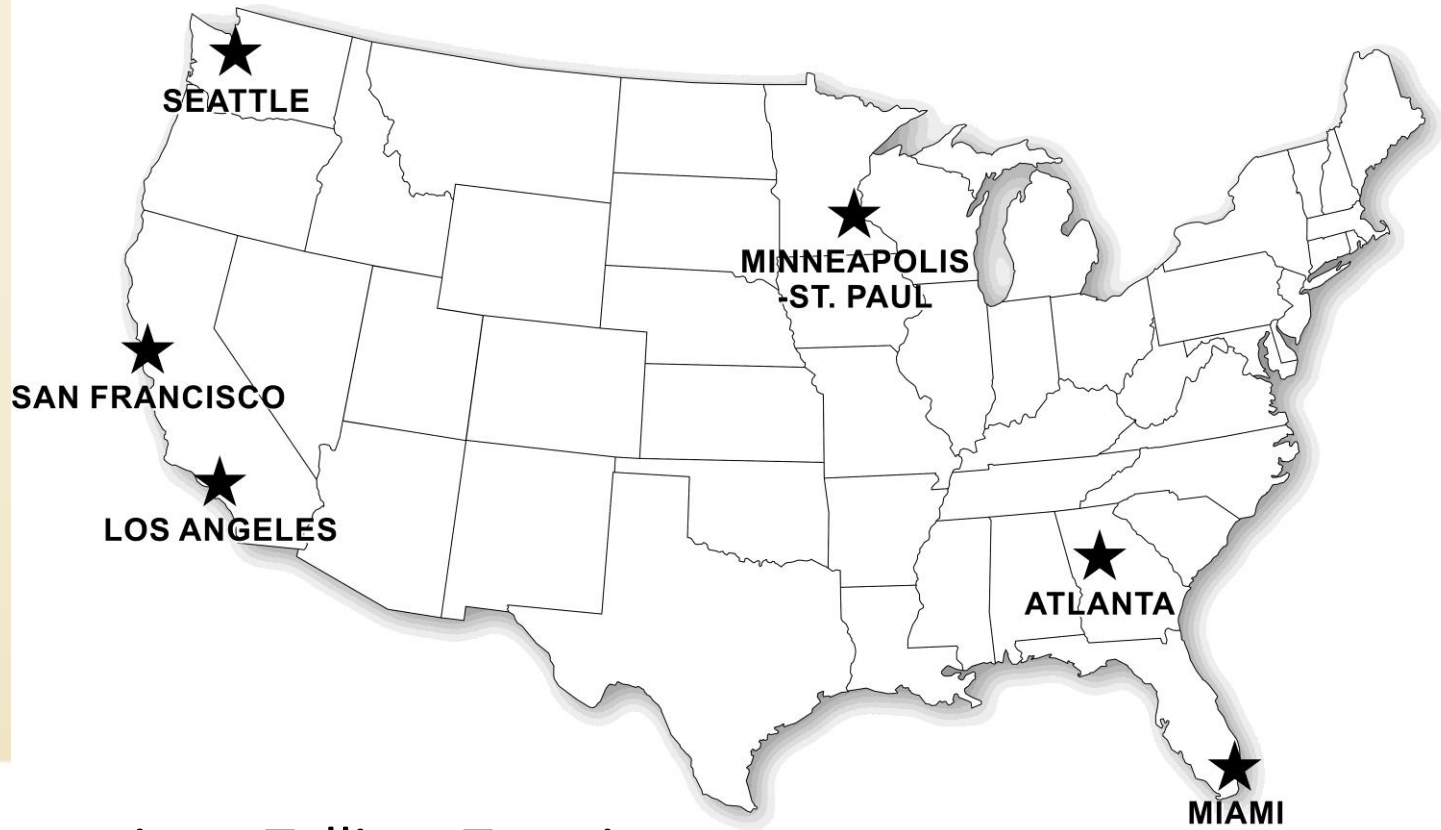 SEATTLE
MINNEAPOLIS
-ST. PAUL
SAN FRANCISCO
LOS ANGELES
ATLANTA
MIAMI